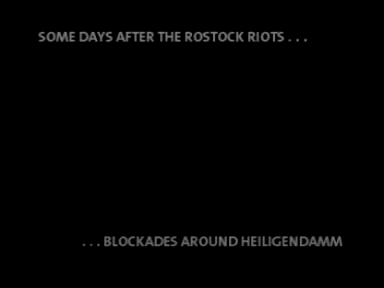 SOME DAYS AFTER THE ROSTOCK RIOTS . . .
. . . BLOCKADES AROUND HEILIGENDAMM